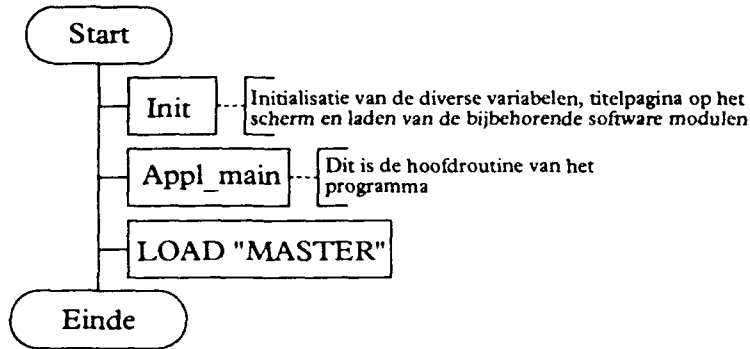 Start
Init
Initialisatie van de diverse variabelen, titelpagina op het
scherm en laden van de bijbehorende software modulen
Appl_main
Dit is de hoofdroutine van het
programma
LOAD "MASTER"
Einde